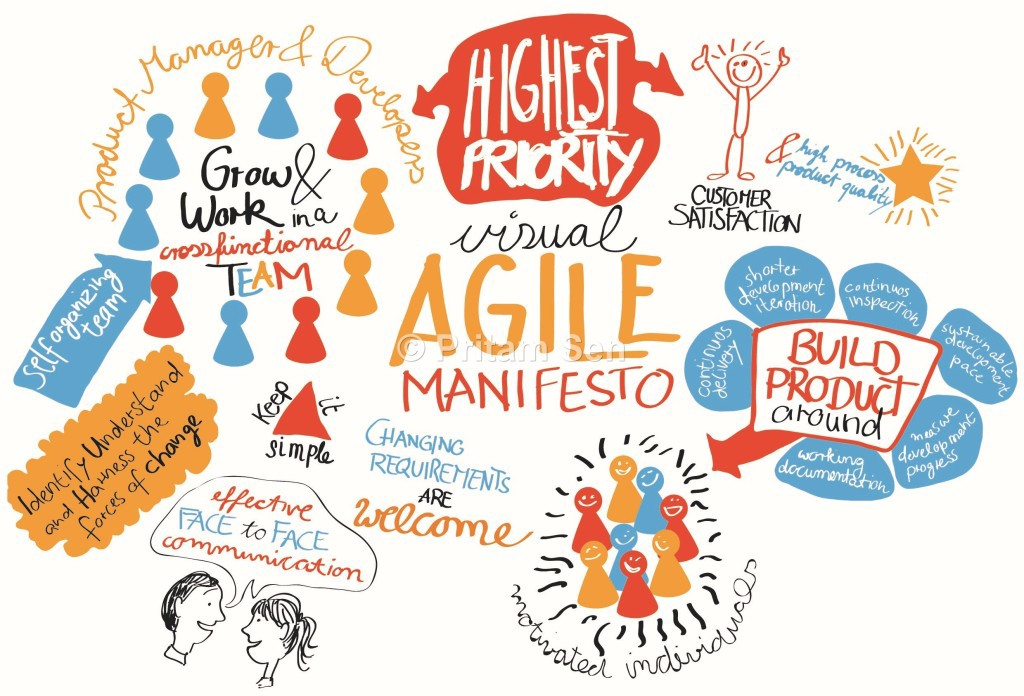 Product Manager & Developers
Grow &
Work in a
crossfunctional
TEAM
HIGHEST
PRIORITY
CUSTOMER
SATISFACTION
& high process
product quality
visual
AGILE
MANIFESTO
© Pritam Sen
Self organizing
team
Identify Understand
and Harness the
forces of change
keep it
simple
CHANGING
REQUIREMENTS
ARE
Welcome
effective
FACE to FACE
communication
motivated individuals
BUILD
PRODUCT
around
continuos
delivery
shorter
development
iteration
continuos
inspection
systrainable
development
pace
measure
development
progress
working
documentation